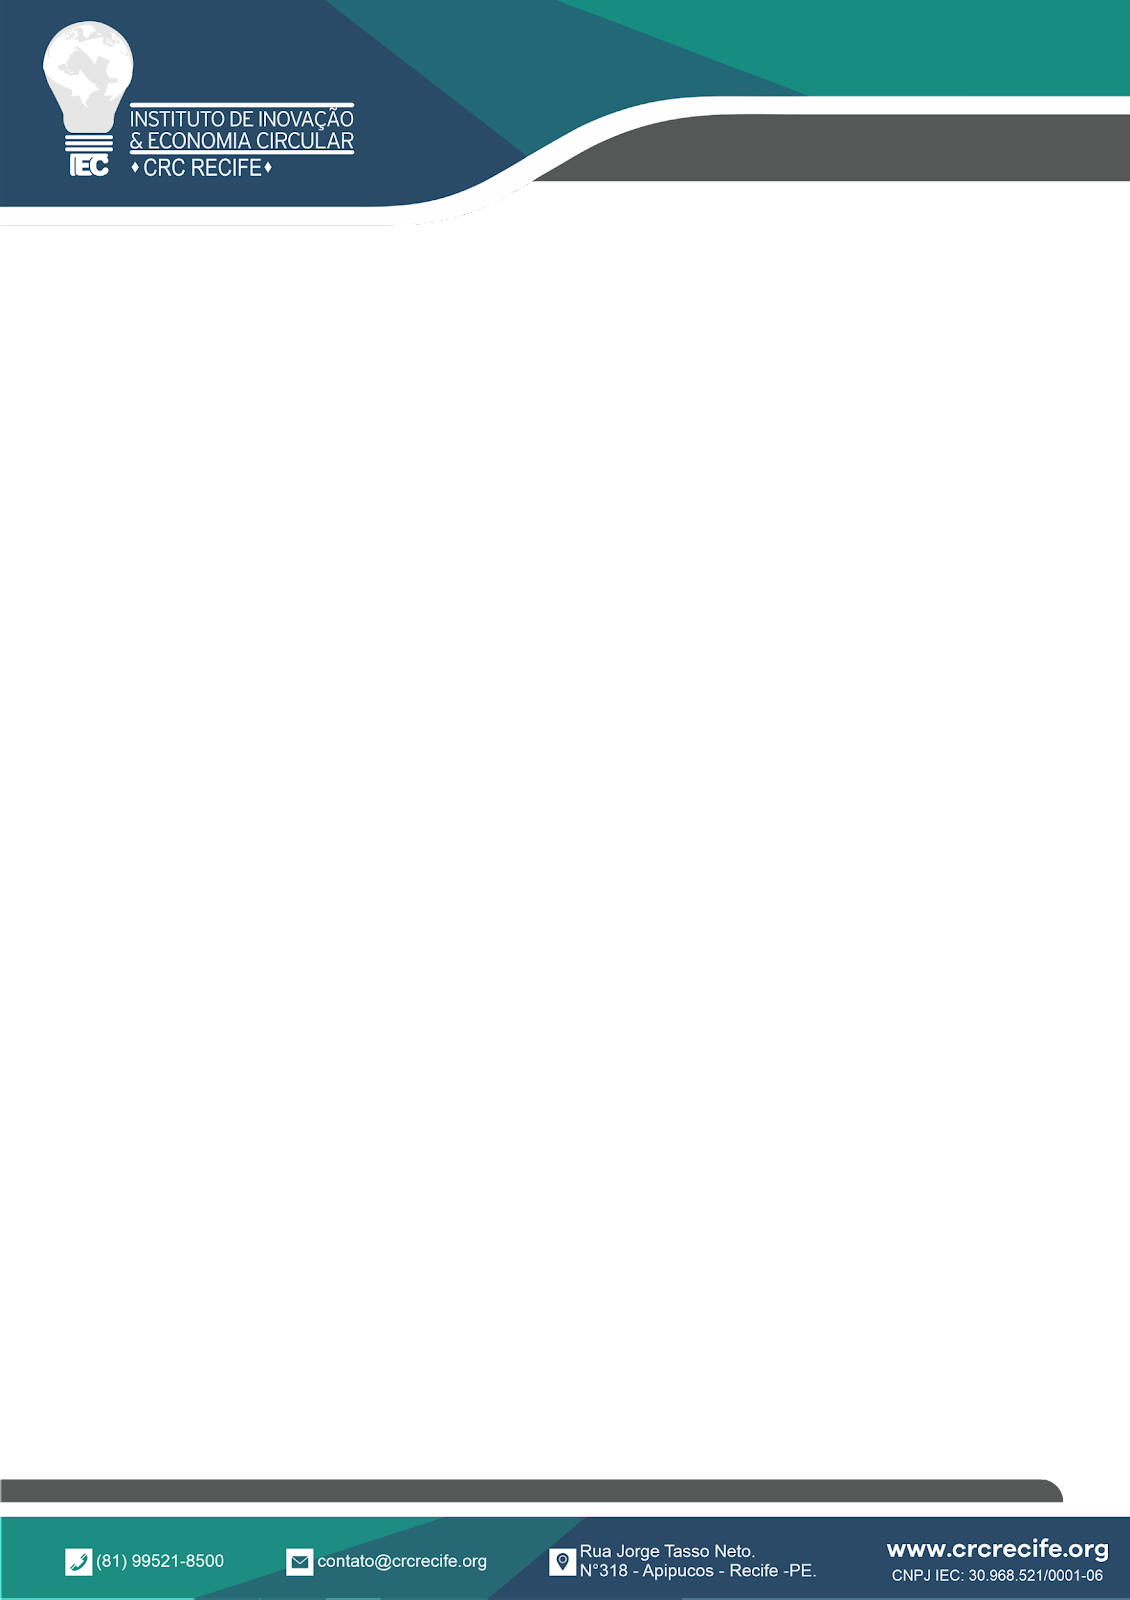 INSTITUTO DE INOVAÇÃO
& ECONOMIA CIRCULAR
IEC
♦ CRC RECIFE ♦
(81) 99521-8500
contato@crcrecife.org
Rua Jorge Tasso Neto.
N°318 - Apipucos - Recife -PE.
www.crcrecife.org
CNPJ IEC: 30.968.521/0001-06